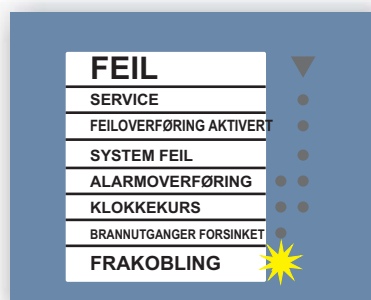 FEIL
SERVICE
FEILOVERFØRING AKTIVERT
SYSTEM FEIL
ALARMOVERFØRING
KLOKKEKURS
BRANNUTGANGER FORSINKET
FRAKOBLING